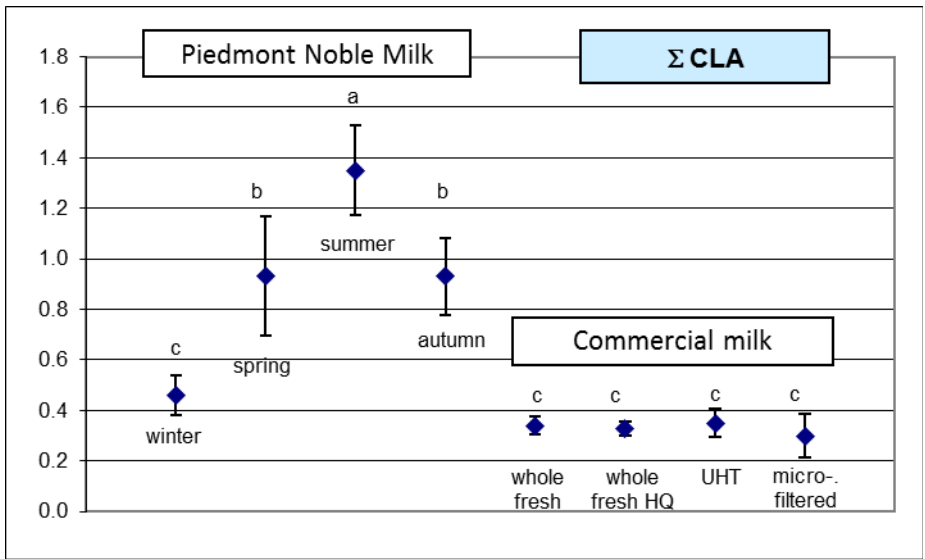 Piedmont Noble Milk
Σ CLA
1.8
1.6
1.4
1.2
1.0
0.8
0.6
0.4
0.2
0.0
a
b
b
summer
c
spring
autumn
winter
Commercial milk
c
c
c
c
whole
fresh
whole
fresh HQ
UHT
micro-.
filtered